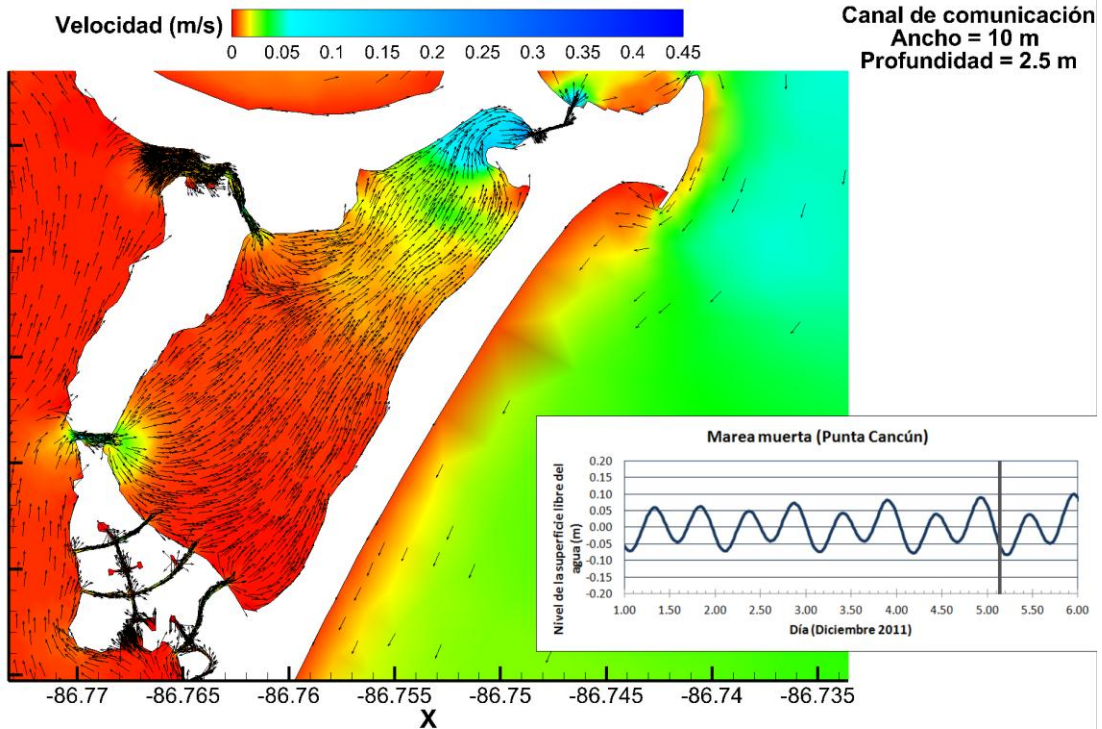 Velocidad (m/s)
0 0.05 0.1 0.15 0.2 0.25 0.3 0.35 0.4 0.45
Canal de comunicación
Ancho = 10 m
Profundidad = 2.5 m
Marea muerta (Punta Cancún)
Nivel de la superficie libre del
agua (m)
0.20
0.15
0.10
0.05
0.00
-0.05
-0.10
-0.15
-0.20
1.00 1.50 2.00 2.50 3.00 3.50 4.00 4.50 5.00 5.50 6.00
Día (Diciembre 2011)
-86.77 -86.765 -86.76 -86.755 -86.75 -86.745 -86.74 -86.735
X